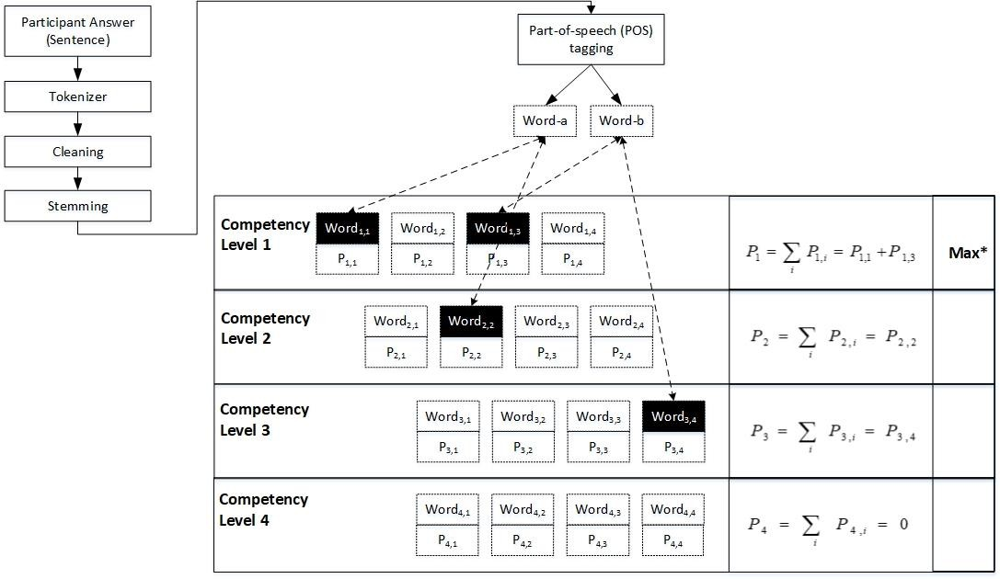 Participant Answer
(Sentence)
Tokenizer
Cleaning
Stemming
Part-of-speech (POS)
tagging
Word-a Word-b
Competency
Level 1
Word1,1 Word1,2 Word1,3 Word1,4
P1,1 P1,2 P1,3 P1,4
P1 = ∑i P1,i = P1,1 + P1,3
Max*
Competency
Level 2
Word2,1 Word2,2 Word2,3 Word2,4
P2,1 P2,2 P2,3 P2,4
P2 = ∑i P2,i = P2,2
Competency
Level 3
Word3,1 Word3,2 Word3,3 Word3,4
P3,1 P3,2 P3,3 P3,4
P3 = ∑i P3,i = P3,4
Competency
Level 4
Word4,1 Word4,2 Word4,3 Word4,4
P4,1 P4,2 P4,3 P4,4
P4 = ∑i P4,i = 0